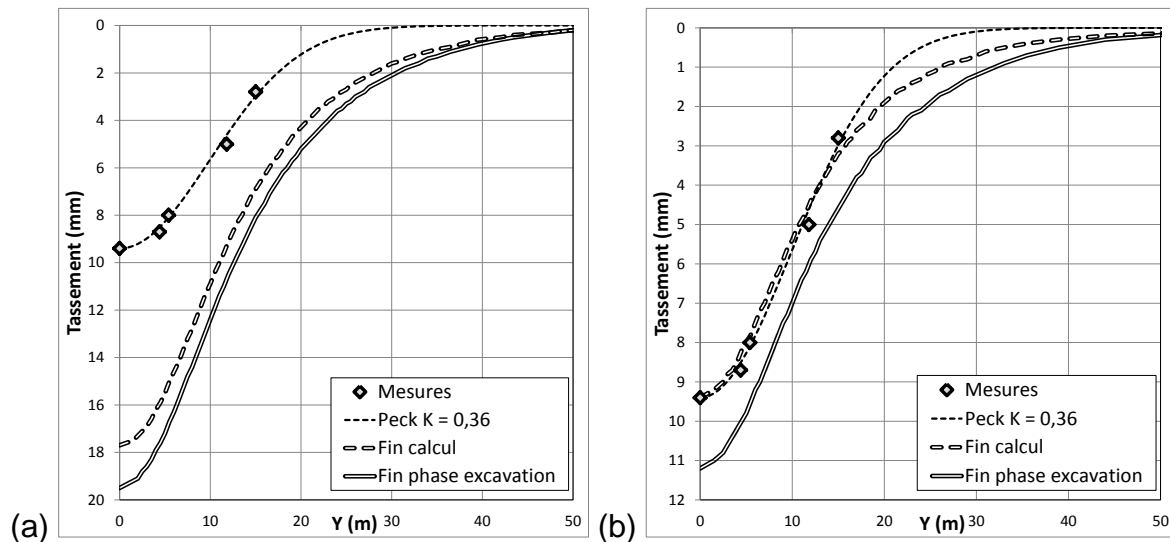 0
2
4
6
8
10
12
14
16
18
20
Tassement (mm)
0 10 20 30 40 50
Y (m)
Mesures
Peck K = 0,36
Fin calcul
Fin phase excavation
(a)
0
1
2
3
4
5
6
7
8
9
10
11
12
Tassement (mm)
0 10 20 30 40 50
Y (m)
Mesures
Peck K = 0,36
Fin calcul
Fin phase excavation
(b)